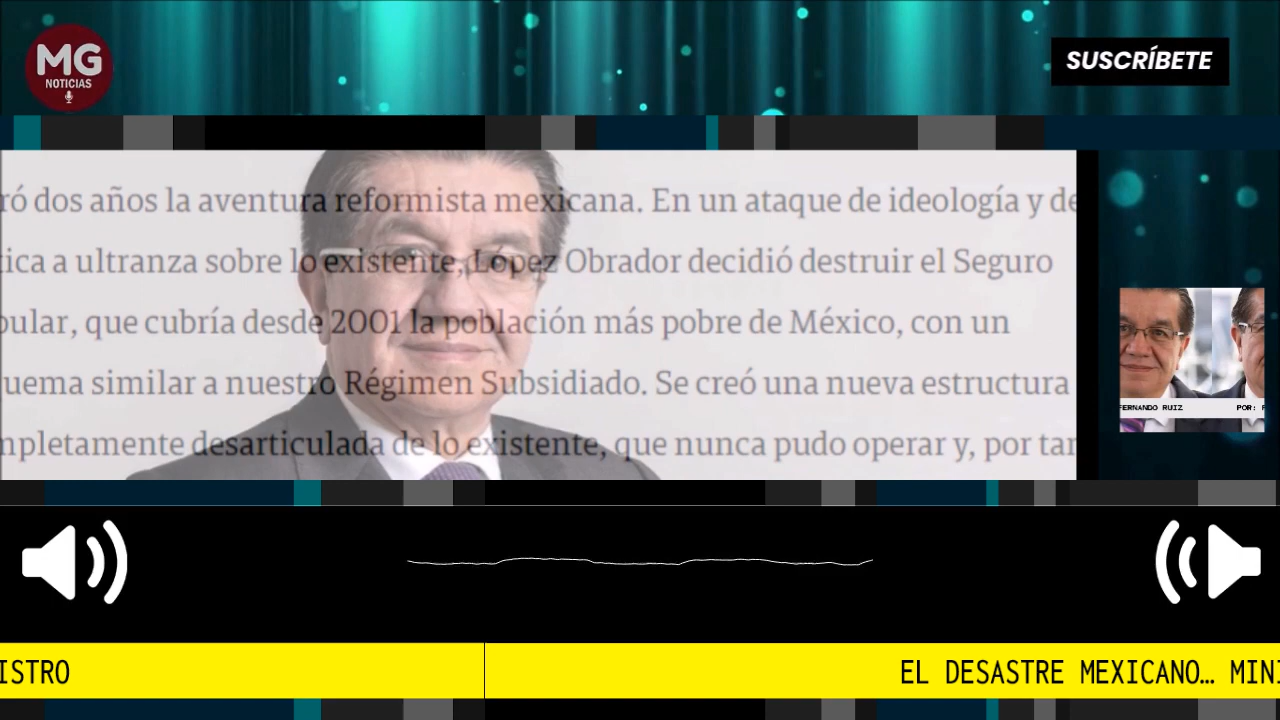 MG
NOTICIAS
SUSCRÍBETE
ró dos años la aventura reformista mexicana. En un ataque de ideología y de
tica a ultranza sobre lo existente, López Obrador decidió destruir el Seguro
pular, que cubría desde 2001 la población más pobre de México, con un
uema similar a nuestro Régimen Subsidiado. Se creó una nueva estructura
mpletamente desarticulada de lo existente, que nunca pudo operar y, por tan
FERNANDO RUIZ POR: F
ISTRO EL DESASTRE MEXICANO... MINI